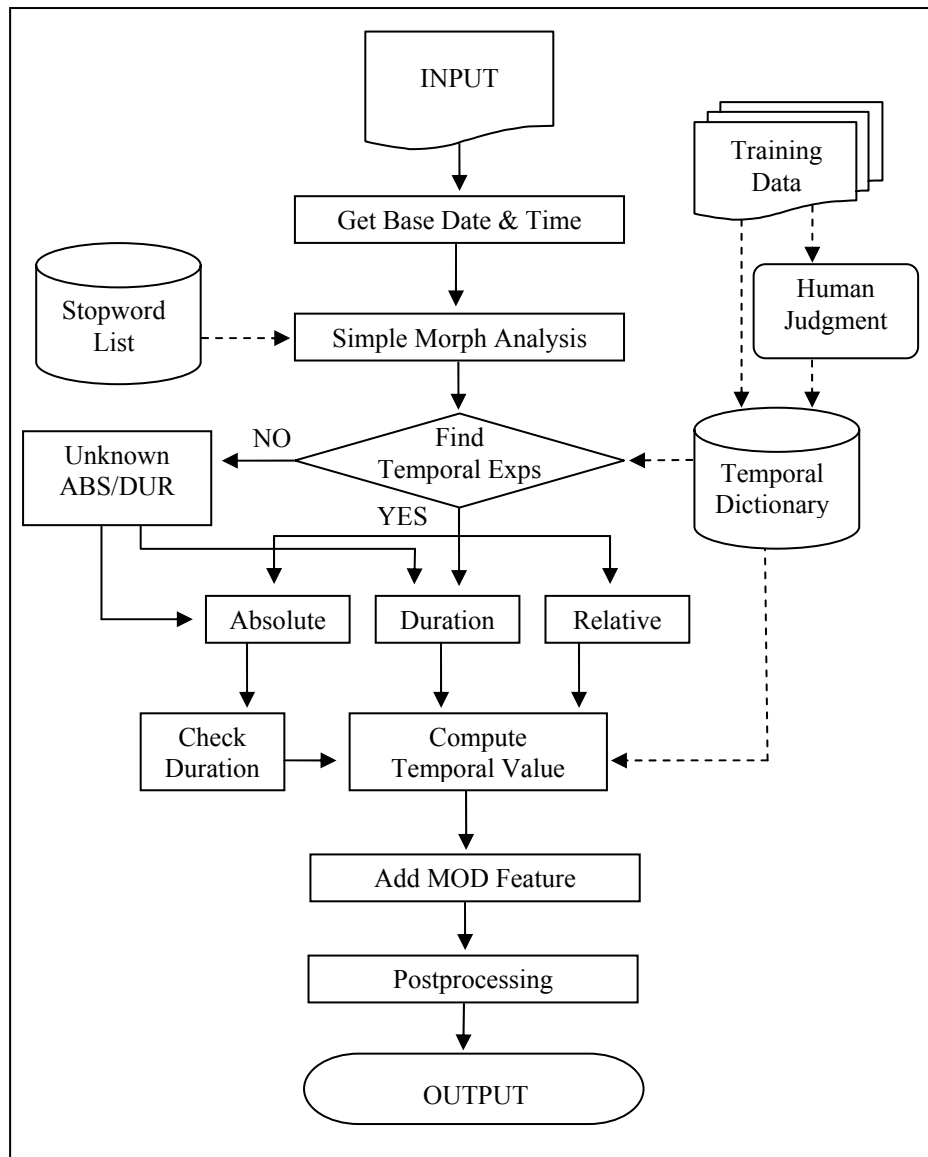 INPUT
Training
Data
Get Base Date & Time
Stopword
List
Human
Judgment
Simple Morph Analysis
NO
Find
Temporal Exps
Unknown
ABS/DUR
Temporal
Dictionary
YES
Absolute
Duration
Relative
Check
Duration
Compute
Temporal Value
Add MOD Feature
Postprocessing
OUTPUT